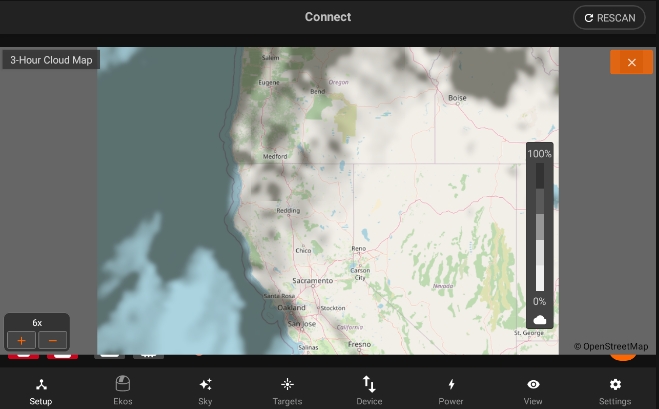 Connect
RESCAN
3-Hour Cloud Map
Salem
Eugene
Oregon
Bend
Boise
Medford
100%
Redding
Chico
Reno
Carson
City
Sacramento
Nevada
Santa Rosa
0%
Oakland
Stockton
6x
San Jose
California
St. George
Salinas
Fresno
© OpenStreetMap
Setup
Ekos
Sky
Targets
Device
Power
View
Settings